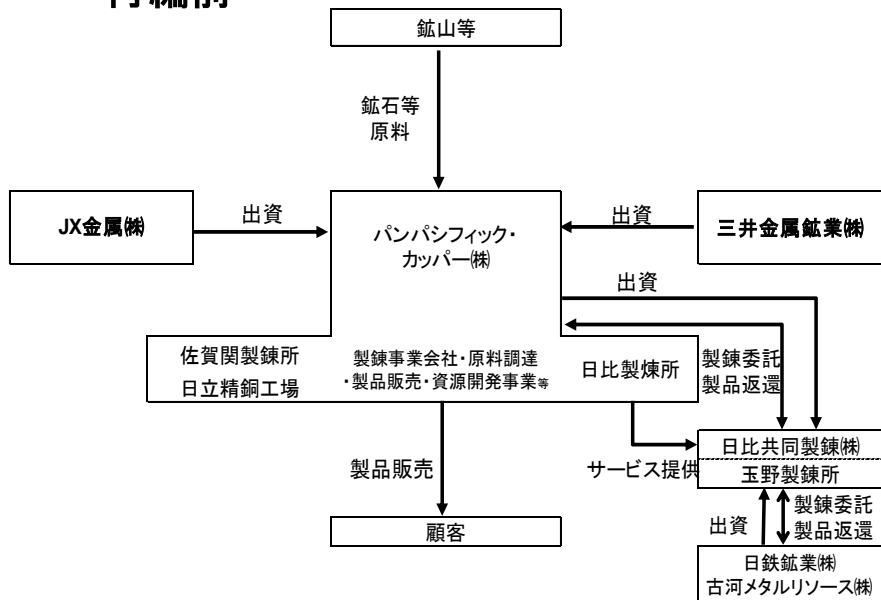 鉱山等
鉱石等
原料
JX金属㈱
出資
パンパシフィック・
カッパー㈱
出資
三井金属鉱業㈱
出資
佐賀関製錬所
日立精銅工場
製錬事業会社・原料調達
・製品販売・資源開発事業等
日比製煉所
製錬委託
製品返還
製品販売
サービス提供
日比共同製錬㈱
玉野製錬所
顧客
出資
製錬委託
製品返還
日鉄鉱業㈱
古河メタルリソース㈱